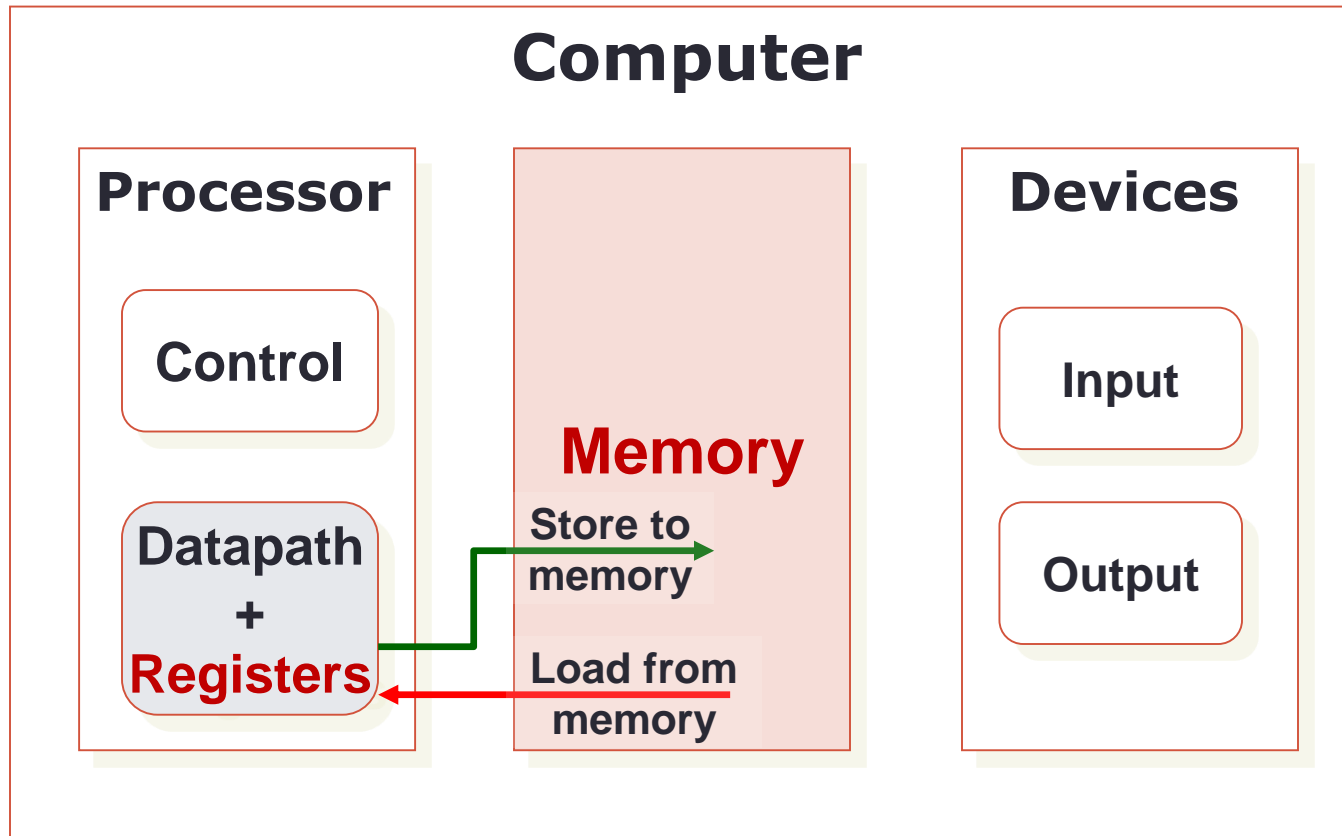 Computer
Processor
Control
Datapath
+
Registers
Memory
Store to
memory
Load from
memory
Devices
Input
Output